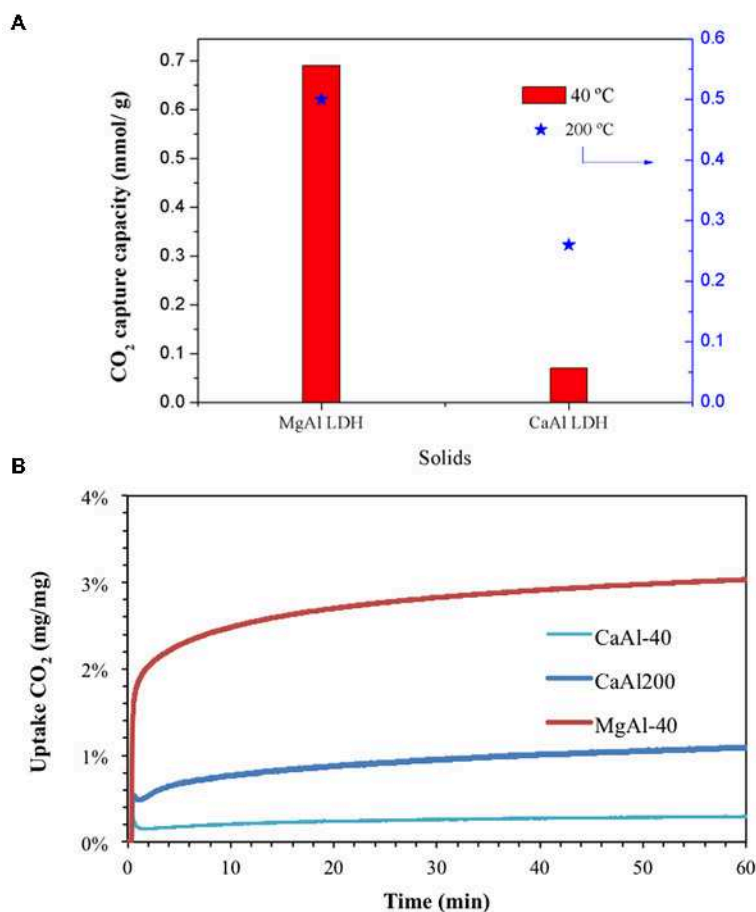 A
CO2 capture capacity (mmol/ g)
0.7
0.6
0.5
0.4
0.3
0.2
0.1
0.0
40 ºC
200 ºC
0.6
0.5
0.4
0.3
0.2
0.1
0.0
MgAl LDH
CaAl LDH
Solids
B
Uptake CO2 (mg/mg)
4%
3%
2%
1%
0%
CaAl-40
CaAl200
MgAl-40
0
10
20
30
40
50
60
Time (min)